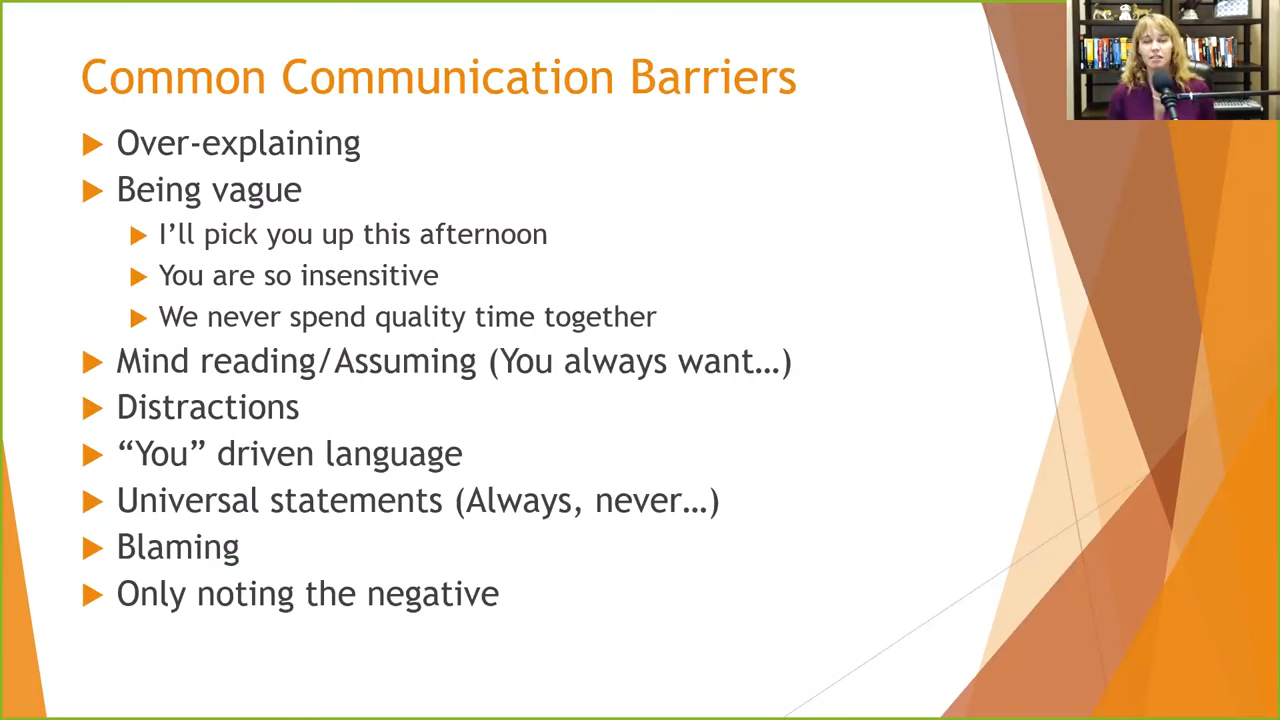 Common Communication Barriers
Over-explaining
Being vague
I’ll pick you up this afternoon
You are so insensitive
We never spend quality time together
Mind reading/Assuming (You always want…)
Distractions
“You” driven language
Universal statements (Always, never…)
Blaming
Only noting the negative